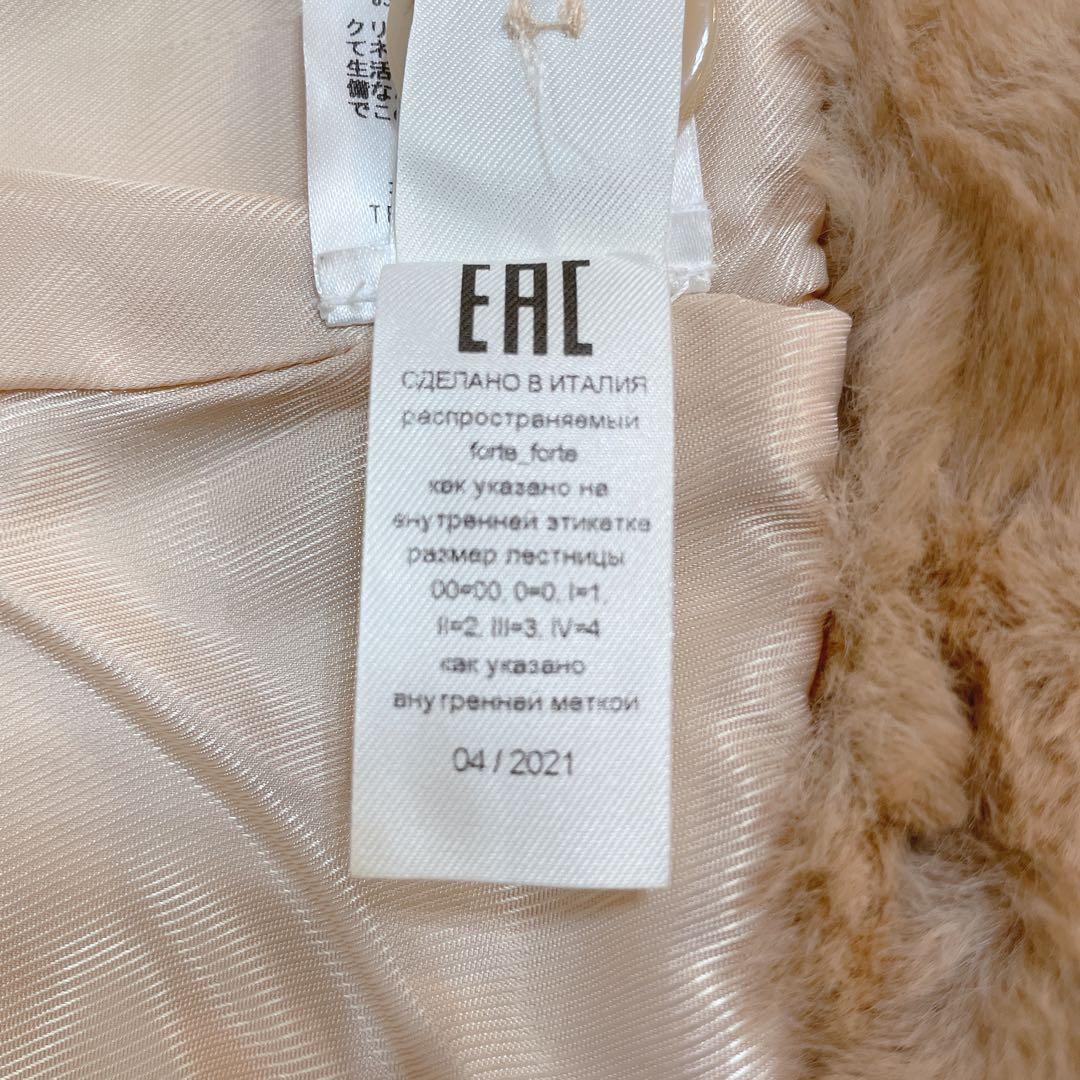 EAC
СДЕЛАНО В ИТАЛИЯ
распространяемый
forte_forte
как указано на
внутренней этикетке
размер лестницы
00=00, 0=0, I=1,
II=2, III=3, IV=4
как указано
внутренней меткой
04 / 2021